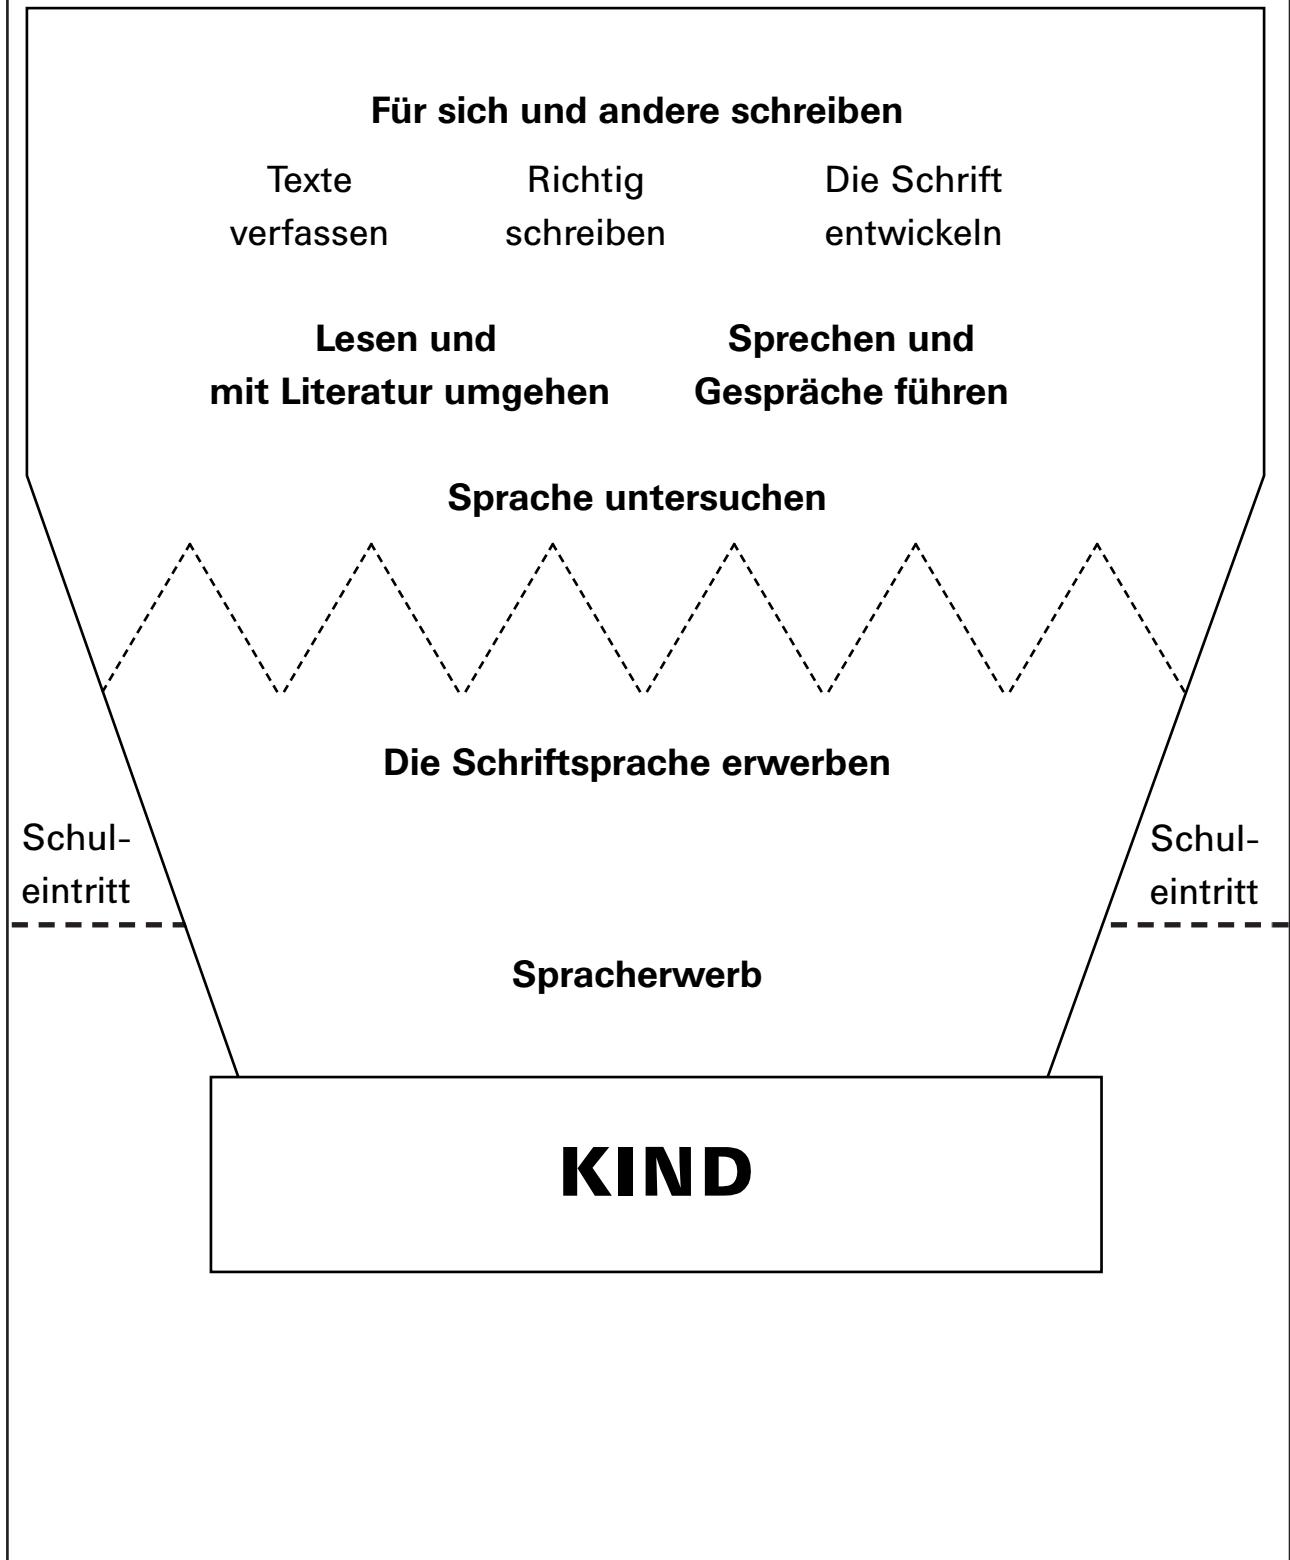 Für sich und andere schreiben
Texte Richtig Die Schrift
verfassen schreiben entwickeln
Lesen und Sprechen und
mit Literatur umgehen Gespräche führen
Sprache untersuchen
Die Schriftsprache erwerben
Schul- Schul-
eintritt eintritt
Spracherwerb
KIND